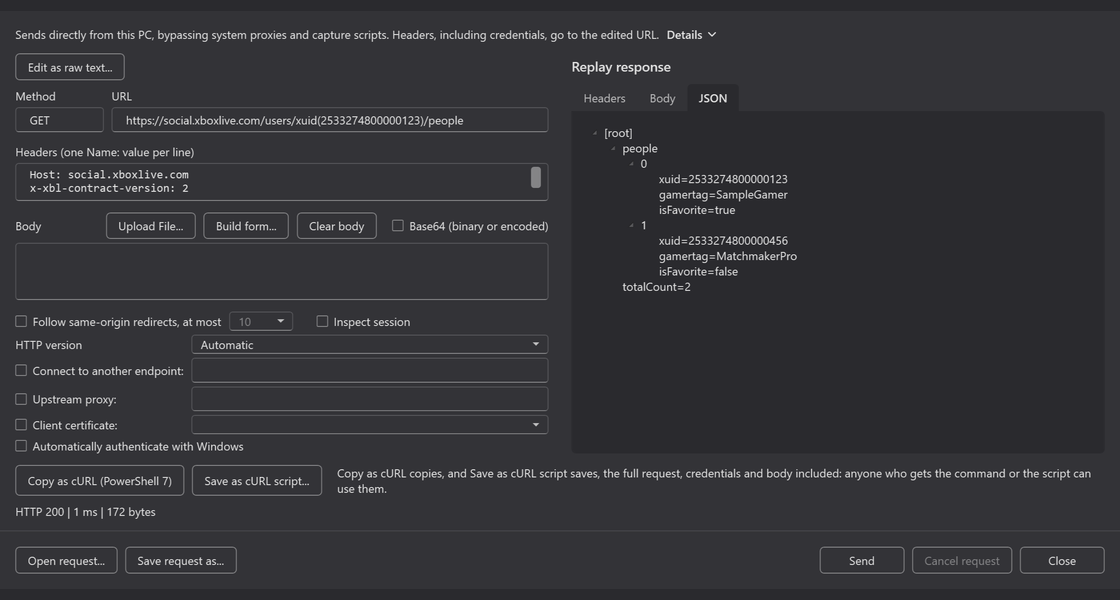 Sends directly from this PC, bypassing system proxies and capture scripts. Headers, including credentials, go to the edited URL. Details
Edit as raw text...
Method URL
GET https://social.xboxlive.com/users/xuid(2533274800000123)/people
Headers (one Name: value per line)
Host: social.xboxlive.com
x-xbl-contract-version: 2
Body Upload File... Build form... Clear body Base64 (binary or encoded)
Follow same-origin redirects, at most 10 Inspect session
HTTP version Automatic
Connect to another endpoint:
Upstream proxy:
Client certificate:
Automatically authenticate with Windows
Replay response
Headers Body JSON
[root]
people
0
xuid=2533274800000123
gamertag=SampleGamer
isFavorite=true
1
xuid=2533274800000456
gamertag=MatchmakerPro
isFavorite=false
totalCount=2
Copy as cURL (PowerShell 7) Save as cURL script... Copy as cURL copies, and Save as cURL script saves, the full request, credentials and body included: anyone who gets the command or the script can
use them.
HTTP 200 | 1 ms | 172 bytes
Open request... Save request as... Send Cancel request Close